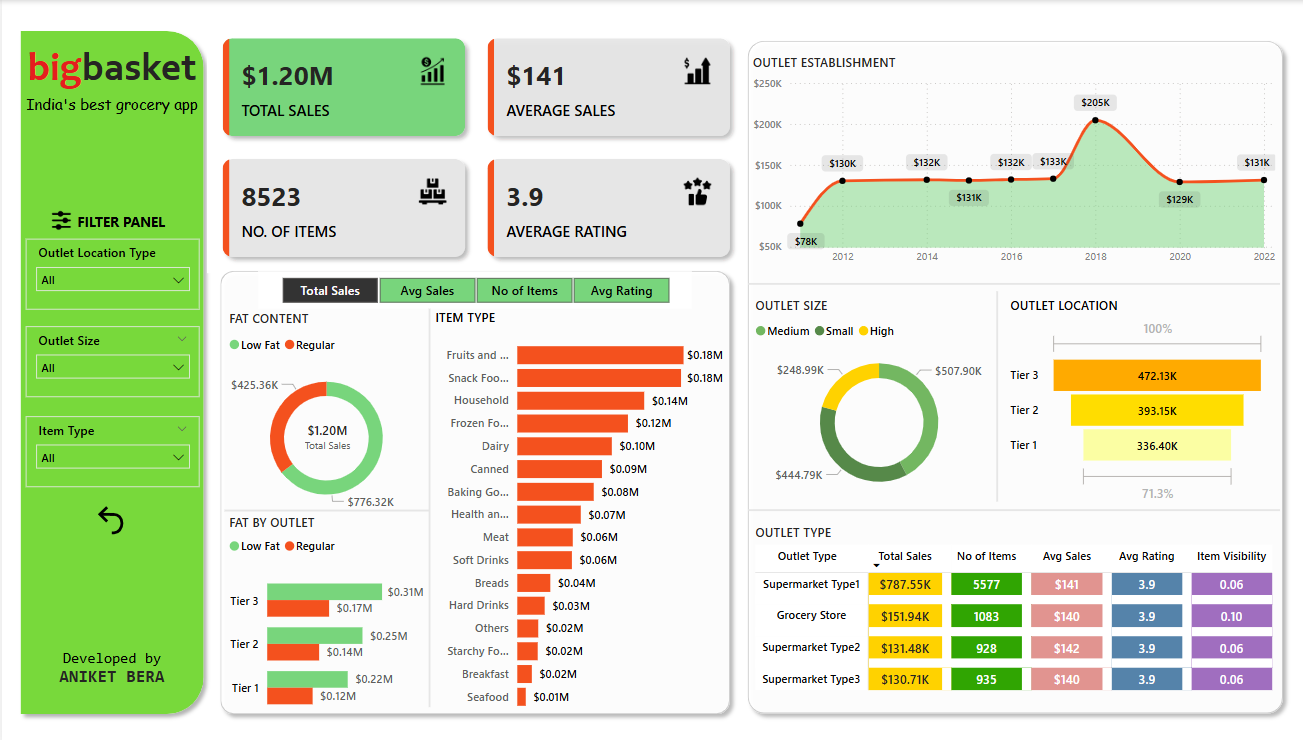 bigbasket
India's best grocery app
FILTER PANEL
Outlet Location Type
All
Outlet Size
All
Item Type
All
Developed by
ANIKET BERA
$1.20M
TOTAL SALES
$141
AVERAGE SALES
8523
NO. OF ITEMS
3.9
AVERAGE RATING
Total Sales Avg Sales No of Items Avg Rating
FAT CONTENT
Low Fat Regular
$425.36K
$1.20M
Total Sales
$776.32K
FAT BY OUTLET
Low Fat Regular
Tier 3 $0.31M
$0.17M
Tier 2 $0.25M
$0.14M
Tier 1 $0.22M
$0.12M
ITEM TYPE
Fruits and ... $0.18M
Snack Foo... $0.18M
Household $0.14M
Frozen Fo... $0.12M
Dairy $0.10M
Canned $0.09M
Baking Go... $0.08M
Health an... $0.07M
Meat $0.06M
Soft Drinks $0.06M
Breads $0.04M
Hard Drinks $0.03M
Others $0.02M
Starchy Fo... $0.02M
Breakfast $0.02M
Seafood $0.01M
OUTLET ESTABLISHMENT
$250K
$200K
$150K
$100K
$50K
$78K
$130K
$132K
$131K
$132K
$133K
$205K
$129K
$131K
2012 2014 2016 2018 2020 2022
OUTLET SIZE
Medium Small High
$248.99K
$507.90K
$444.79K
OUTLET LOCATION
100%
Tier 3 472.13K
Tier 2 393.15K
Tier 1 336.40K
71.3%
OUTLET TYPE
Outlet Type Total Sales No of Items Avg Sales Avg Rating Item Visibility
Supermarket Type1 $787.55K 5577 $141 3.9 0.06
Grocery Store $151.94K 1083 $140 3.9 0.10
Supermarket Type2 $131.48K 928 $142 3.9 0.06
Supermarket Type3 $130.71K 935 $140 3.9 0.06